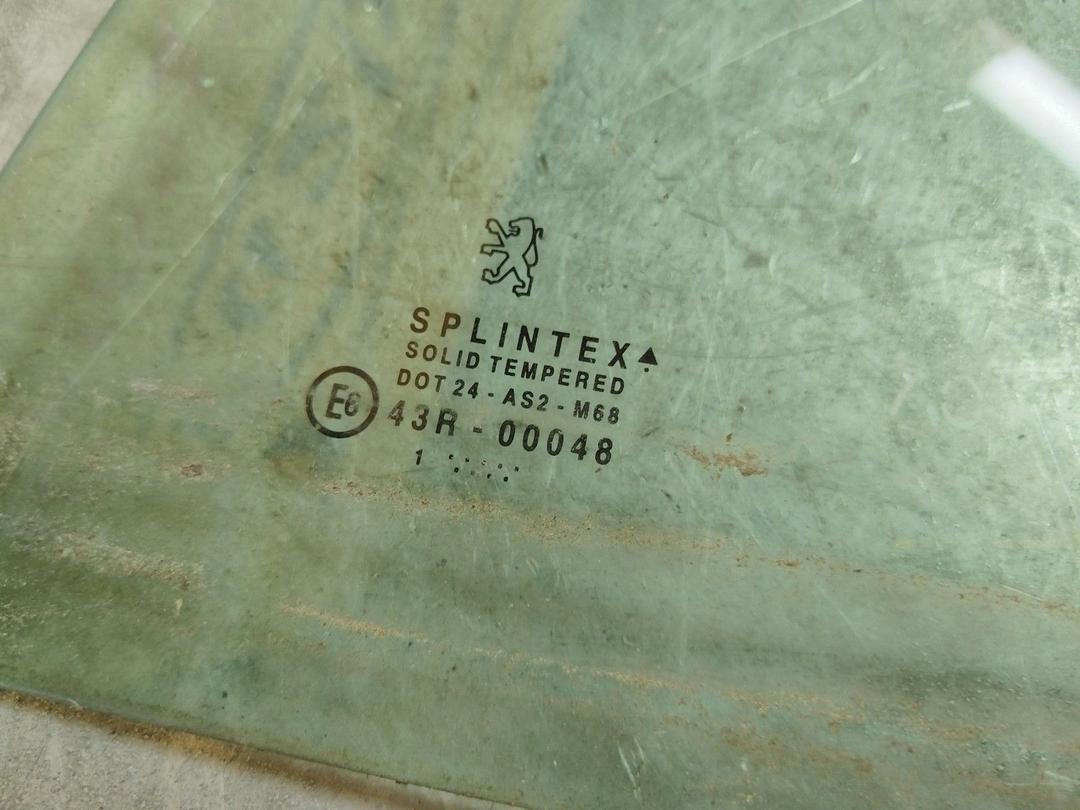 SPLINTEX▲
SOLID TEMPERED
DOT 24 - AS2 - M68
E6 43R - 00048
1